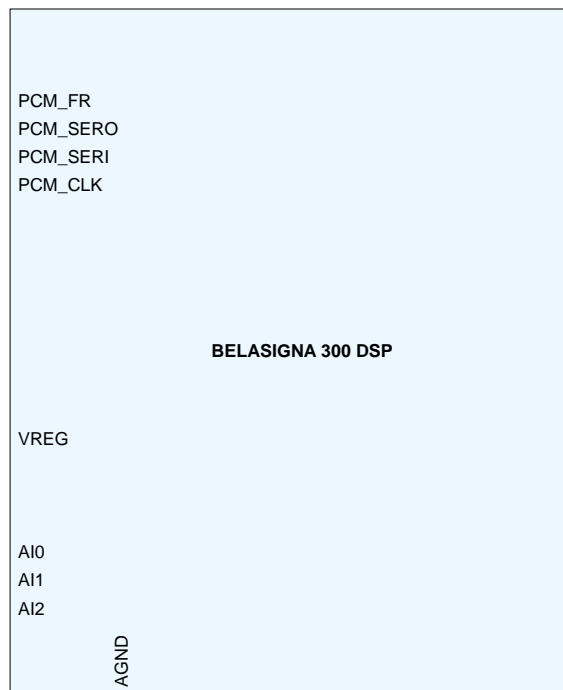 PCM_FR
PCM_SERO
PCM_SERI
PCM_CLK
BELASIGNA 300 DSP
VREG
AI0
AI1
AI2
AGND